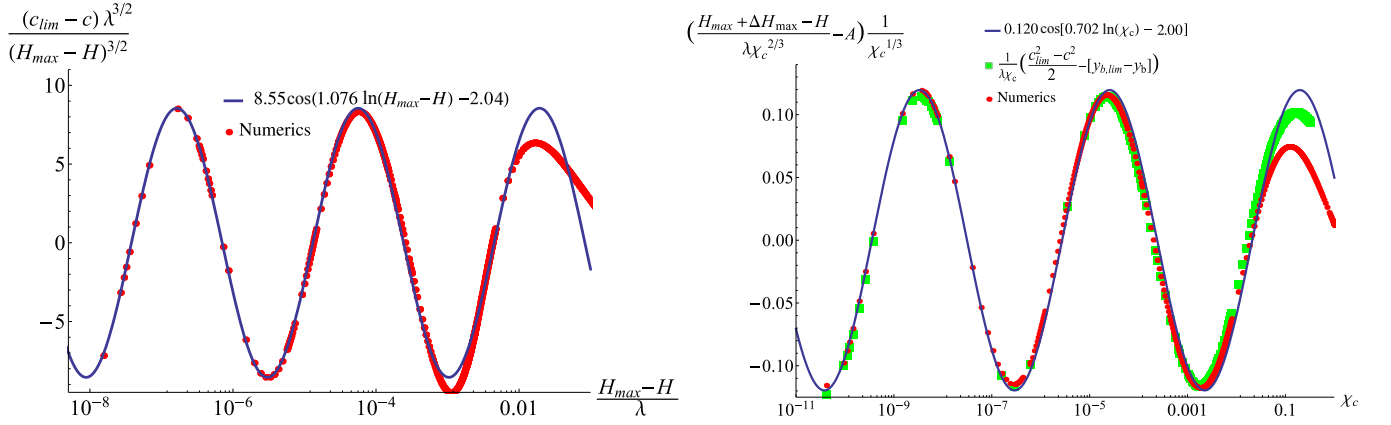 (c_lim − c) λ^3/2
(H_max − H)^3/2
10
5
0
−5
8.55 cos(1.076 ln(H_max−H) −2.04)
Numerics
10^−8
10^−6
10^−4
0.01
H_max−H
λ
(H_max + ΔH_max − H / λχ_c^2/3 − A) 1 / χ_c^1/3
0.120 cos[0.702 ln(χ_c) − 2.00]
1/λχ_c (c_lim^2 − c^2 / 2 − [y_b,lim − y_b])
Numerics
0.10
0.05
0.00
−0.05
−0.10
10^−11
10^−9
10^−7
10^−5
0.001
0.1
χ_c